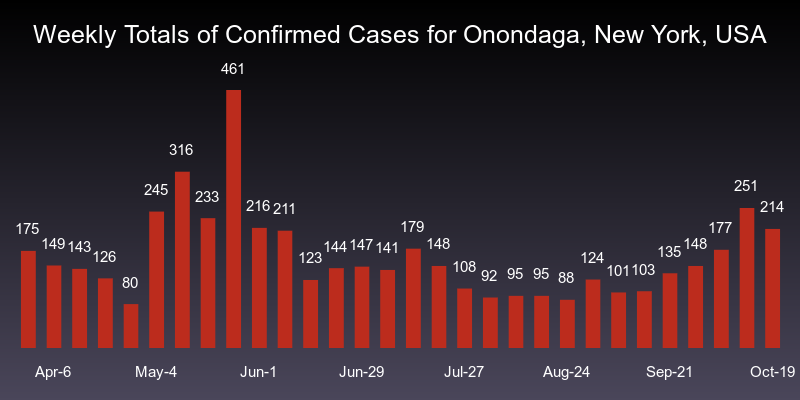 Weekly Totals of Confirmed Cases for Onondaga, New York, USA
175 149 143 126 80 245 316 233 461 216 211 123 144 147 141 179 148 108 92 95 95 88 124 101 103 135 148 177 251 214
Apr-6 May-4 Jun-1 Jun-29 Jul-27 Aug-24 Sep-21 Oct-19